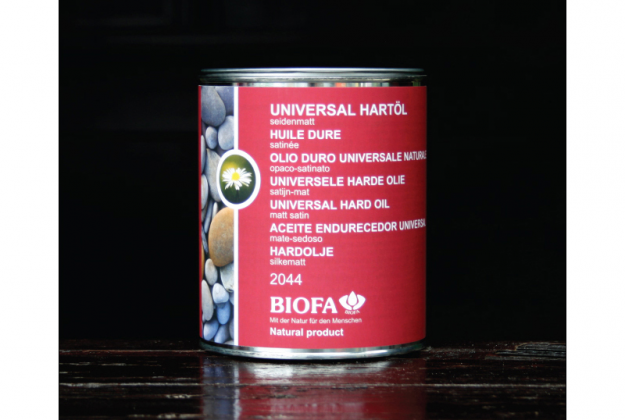 UNIVERSAL HARTÖL
seidenmatt
HUILE DURE
satinée
OLIO DURO UNIVERSALE NATURALE
opaco-satinato
UNIVERSELE HARDE OLIE
satijn-mat
UNIVERSAL HARD OIL
matt satin
ACEITE ENDURECEDOR UNIVERSAL
mate-sedoso
HARDOLJE
silkematt
2044
BIOFA
Mit der Natur für den Menschen
Natural product